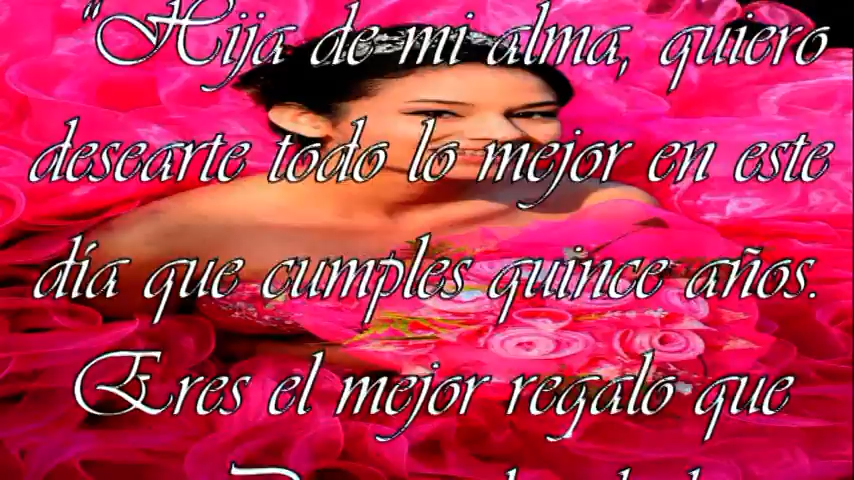 "Hija de mi alma, quiero
desearte todo lo mejor en este
día que cumples quince años.
Eres el mejor regalo que